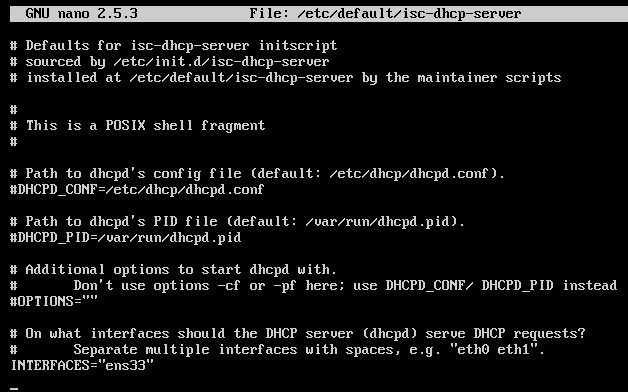 GNU nano 2.5.3 File: /etc/default/isc-dhcp-server
# Defaults for isc-dhcp-server initscript
# sourced by /etc/init.d/isc-dhcp-server
# installed at /etc/default/isc-dhcp-server by the maintainer scripts
#
# This is a POSIX shell fragment
#
# Path to dhcpd's config file (default: /etc/dhcp/dhcpd.conf).
#DHCPD_CONF=/etc/dhcp/dhcpd.conf
# Path to dhcpd's PID file (default: /var/run/dhcpd.pid).
#DHCPD_PID=/var/run/dhcpd.pid
# Additional options to start dhcpd with.
# Don't use options -cf or -pf here; use DHCPD_CONF/ DHCPD_PID instead
#OPTIONS=""
# On what interfaces should the DHCP server (dhcpd) serve DHCP requests?
# Separate multiple interfaces with spaces, e.g. "eth0 eth1".
INTERFACES="ens33"